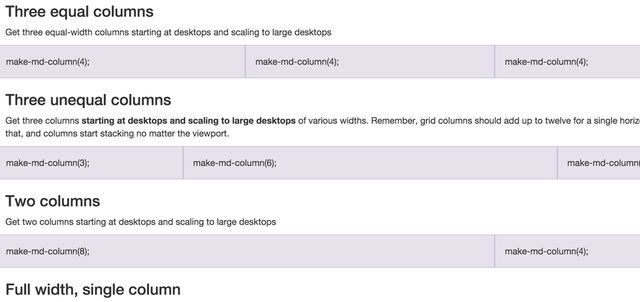 Three equal columns
Get three equal-width columns starting at desktops and scaling to large desktops
make-md-column(4); make-md-column(4); make-md-column(4);
Three unequal columns
Get three columns starting at desktops and scaling to large desktops of various widths. Remember, grid columns should add up to twelve for a single
that, and columns start stacking no matter the viewport.
make-md-column(3); make-md-column(6); make-md-column(
Two columns
Get two columns starting at desktops and scaling to large desktops
make-md-column(8); make-md-column(4);
Full width, single column